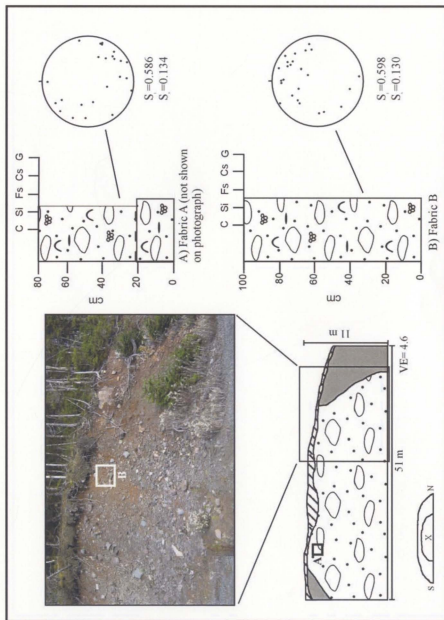 B
A
S
X
N
51 m
VE= 4.6
11 m
cm
80
60
40
20
0
C Si Fs Cs G
A) Fabric A (not shown
on photograph)
S₁=0.586
S₃=0.134
cm
100
80
60
40
20
0
C Si Fs Cs G
B) Fabric B
S₁=0.598
S₃=0.130